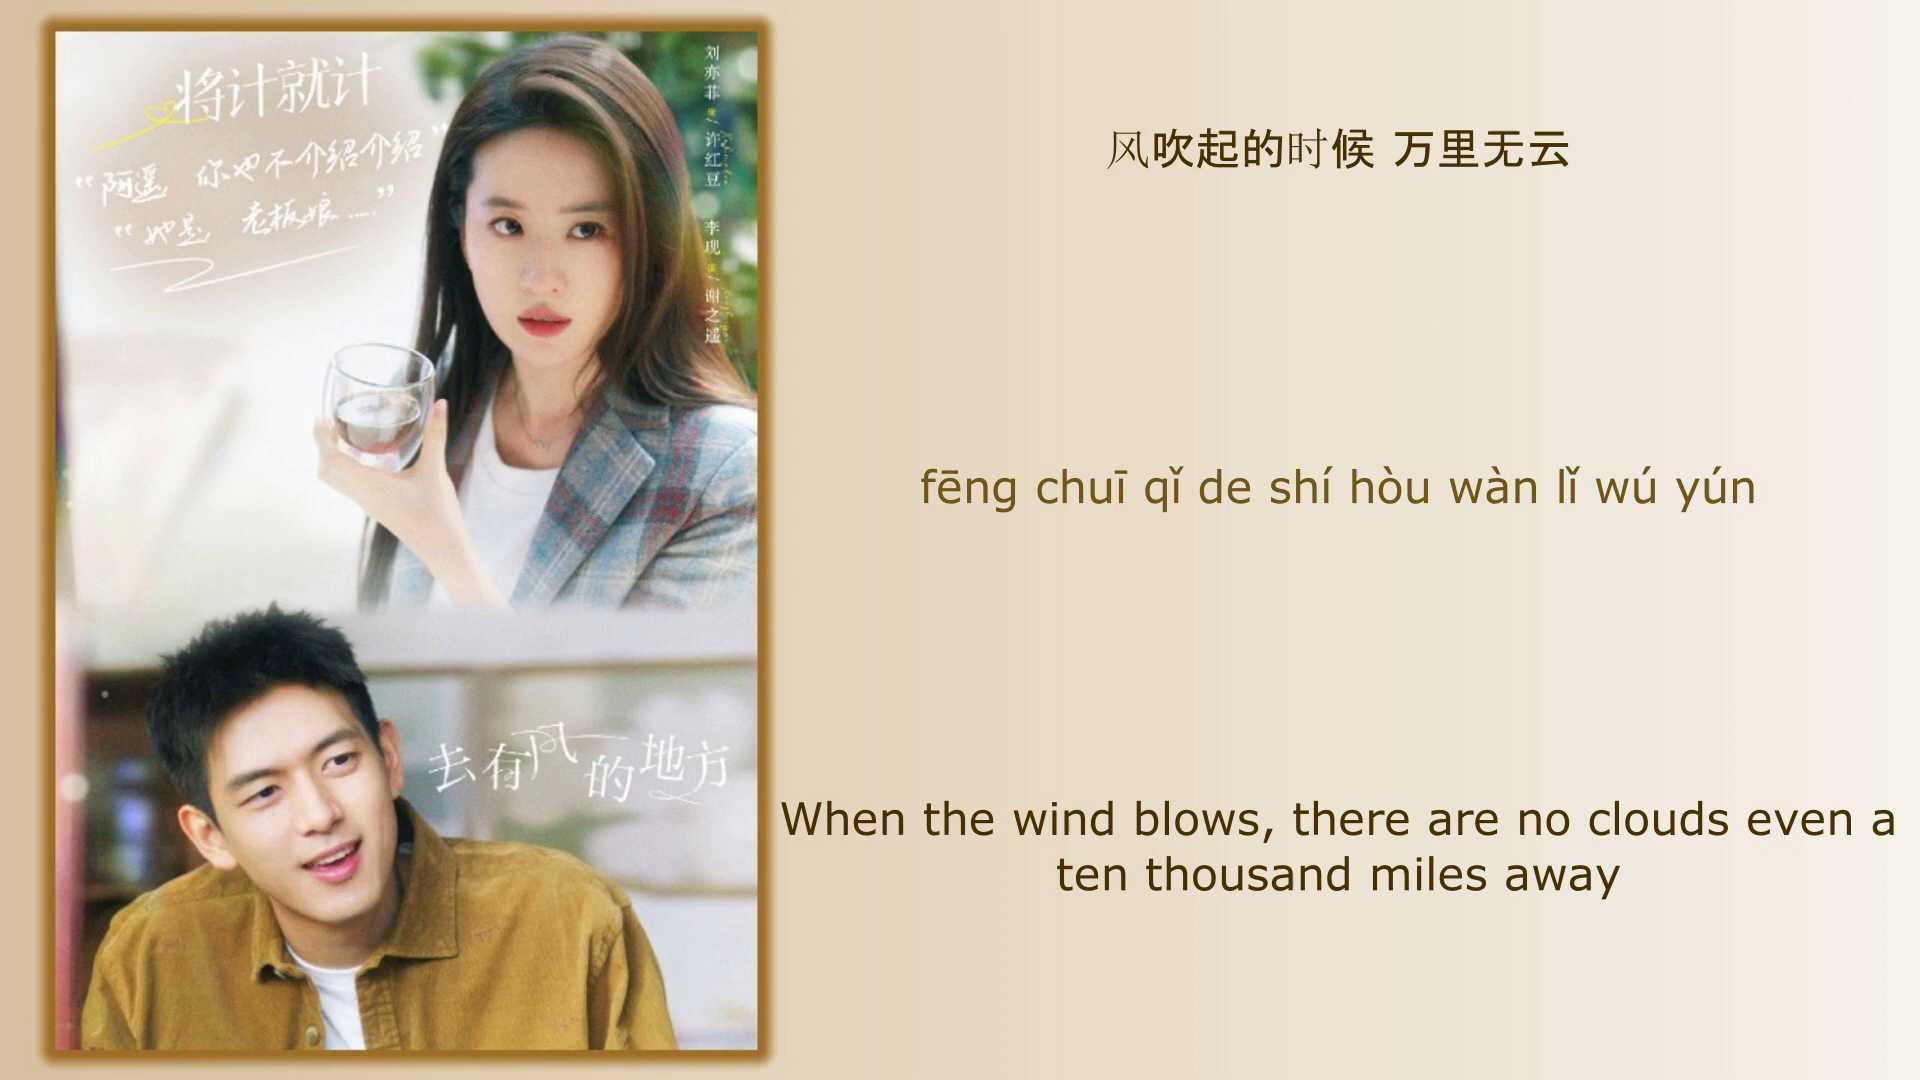 将计就计
“阿遥 你也不介绍介绍”
“她是 老板娘....”
刘亦菲 饰/许红豆 李现 饰/谢之遥
去有风的地方
风吹起的时候 万里无云
fēng chuī qǐ de shí hòu wàn lǐ wú yún
When the wind blows, there are no clouds even a
ten thousand miles away